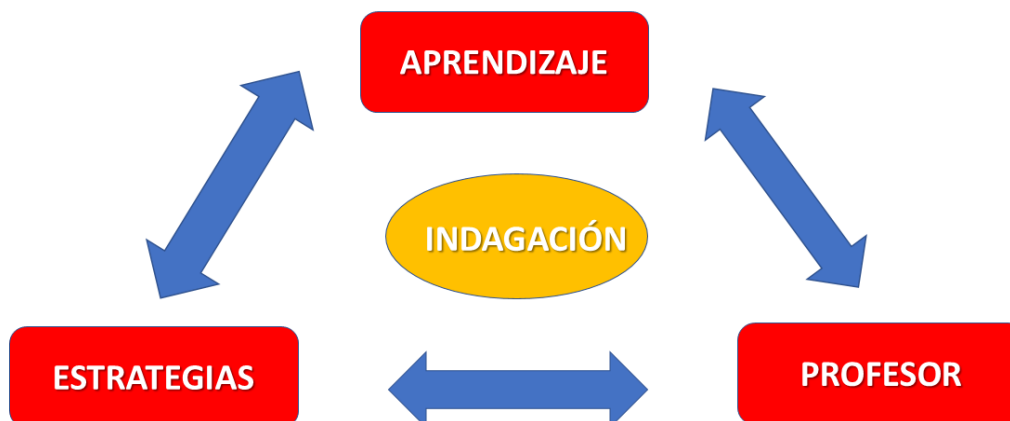 APRENDIZAJE
INDAGACIÓN
ESTRATEGIAS
PROFESOR